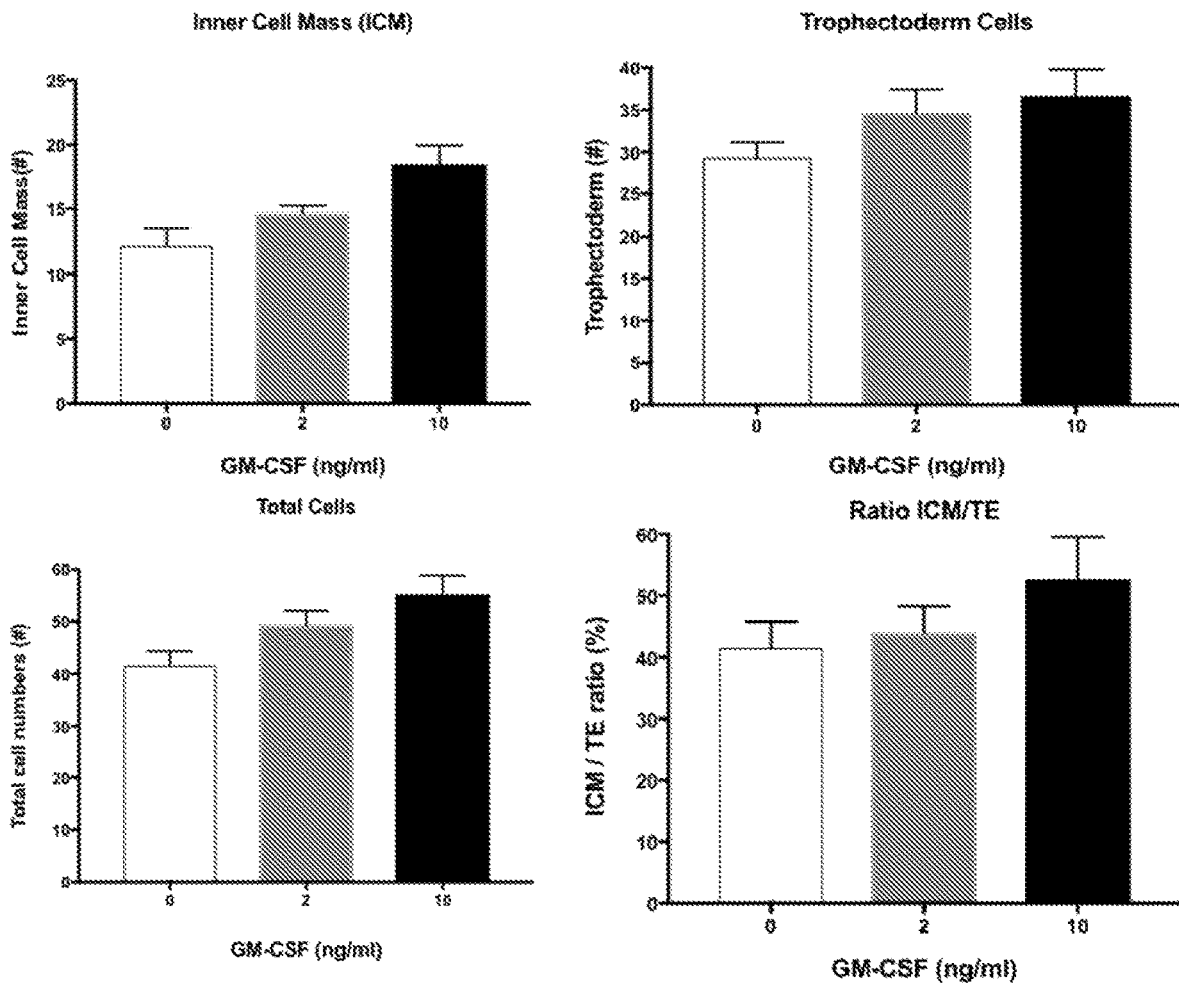 Inner Cell Mass (ICM)
Inner Cell Mass(#)
25
20
15
10
5
0
0 2 10
GM-CSF (ng/ml)
Trophectoderm Cells
Trophectoderm (#)
40
35
30
25
20
15
10
5
0
0 2 10
GM-CSF (ng/ml)
Total Cells
Total cell numbers (#)
60
50
40
30
20
10
0
0 2 10
GM-CSF (ng/ml)
Ratio ICM/TE
ICM / TE ratio (%)
60
50
40
30
20
10
0
0 2 10
GM-CSF (ng/ml)